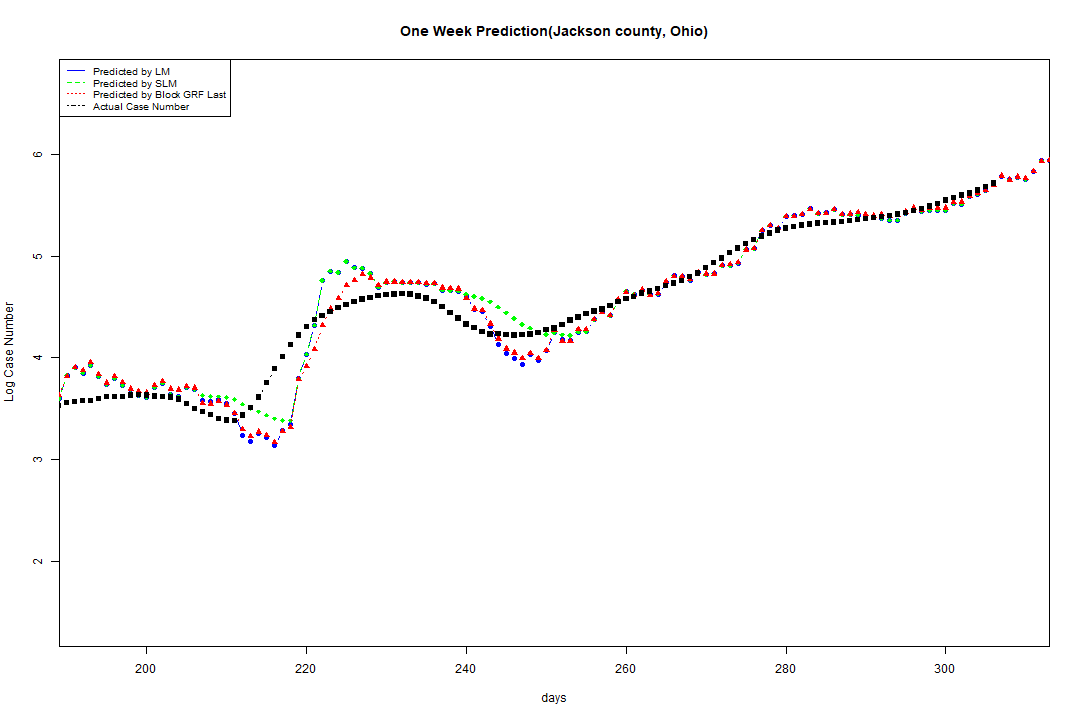 One Week Prediction(Jackson county, Ohio)
Predicted by LM
Predicted by SLM
Predicted by Block GRF Last
Actual Case Number
6
5
4
3
2
Log Case Number
200 220 240 260 280 300
days